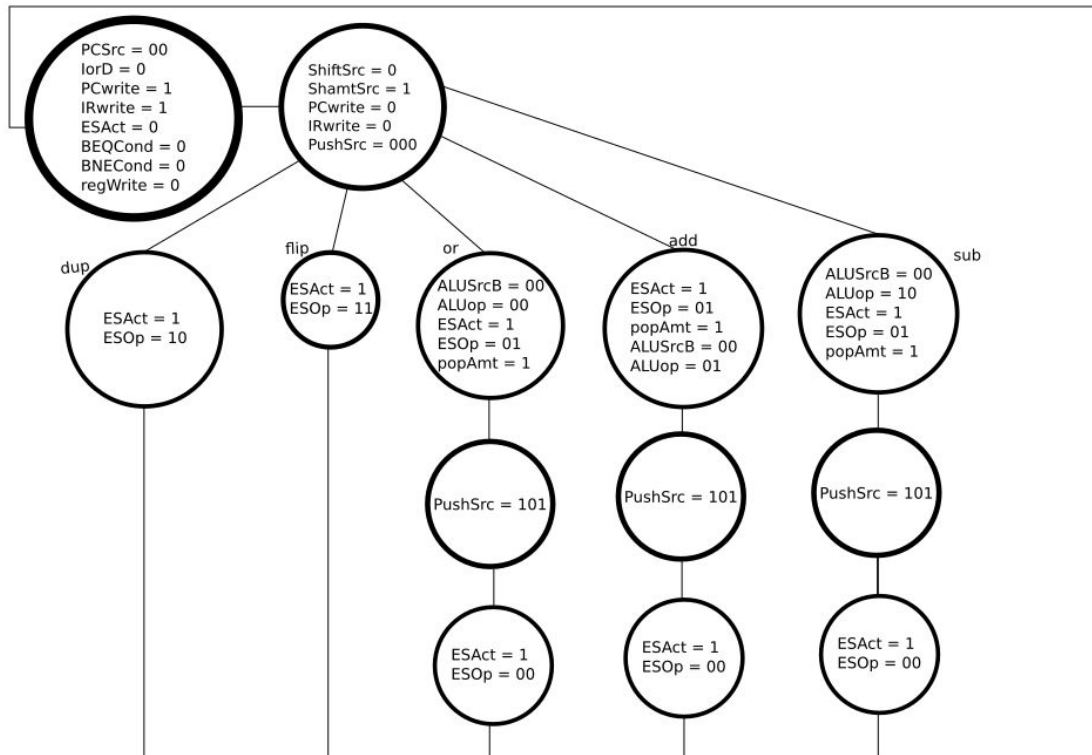 PCSrc = 00
IorD = 0
PCwrite = 1
IRwrite = 1
ESAct = 0
BEQCond = 0
BNECond = 0
regWrite = 0
ShiftSrc = 0
ShamtSrc = 1
PCwrite = 0
IRwrite = 0
PushSrc = 000
dup
ESAct = 1
ESOp = 10
flip
ESAct = 1
ESOp = 11
or
ALUSrcB = 00
ALUop = 00
ESAct = 1
ESOp = 01
popAmt = 1
add
ESAct = 1
ESOp = 01
popAmt = 1
ALUSrcB = 00
ALUop = 01
sub
ALUSrcB = 00
ALUop = 10
ESAct = 1
ESOp = 01
popAmt = 1
PushSrc = 101
PushSrc = 101
PushSrc = 101
ESAct = 1
ESOp = 00
ESAct = 1
ESOp = 00
ESAct = 1
ESOp = 00